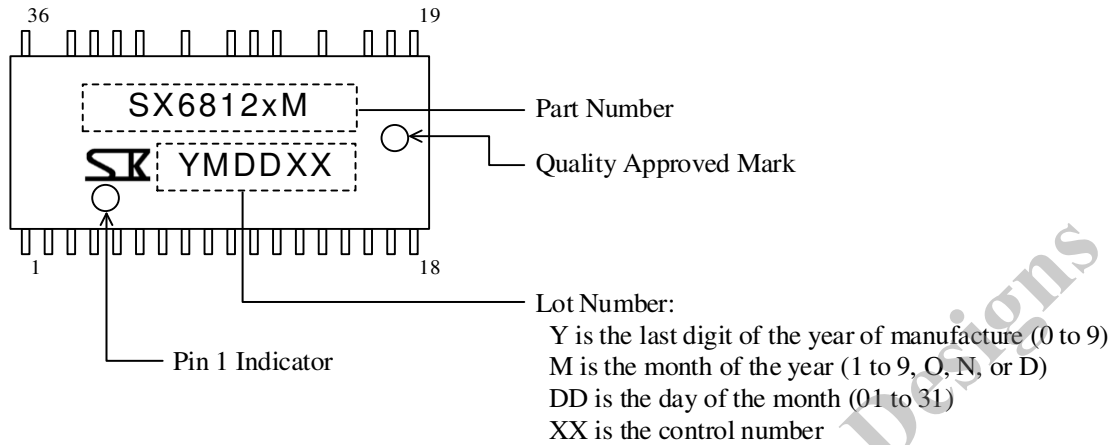 36 19
SX6812xM
Part Number
SK YMDDXX
Quality Approved Mark
1 18
Lot Number:
Y is the last digit of the year of manufacture (0 to 9)
M is the month of the year (1 to 9, O, N, or D)
DD is the day of the month (01 to 31)
XX is the control number
Pin 1 Indicator
Designs